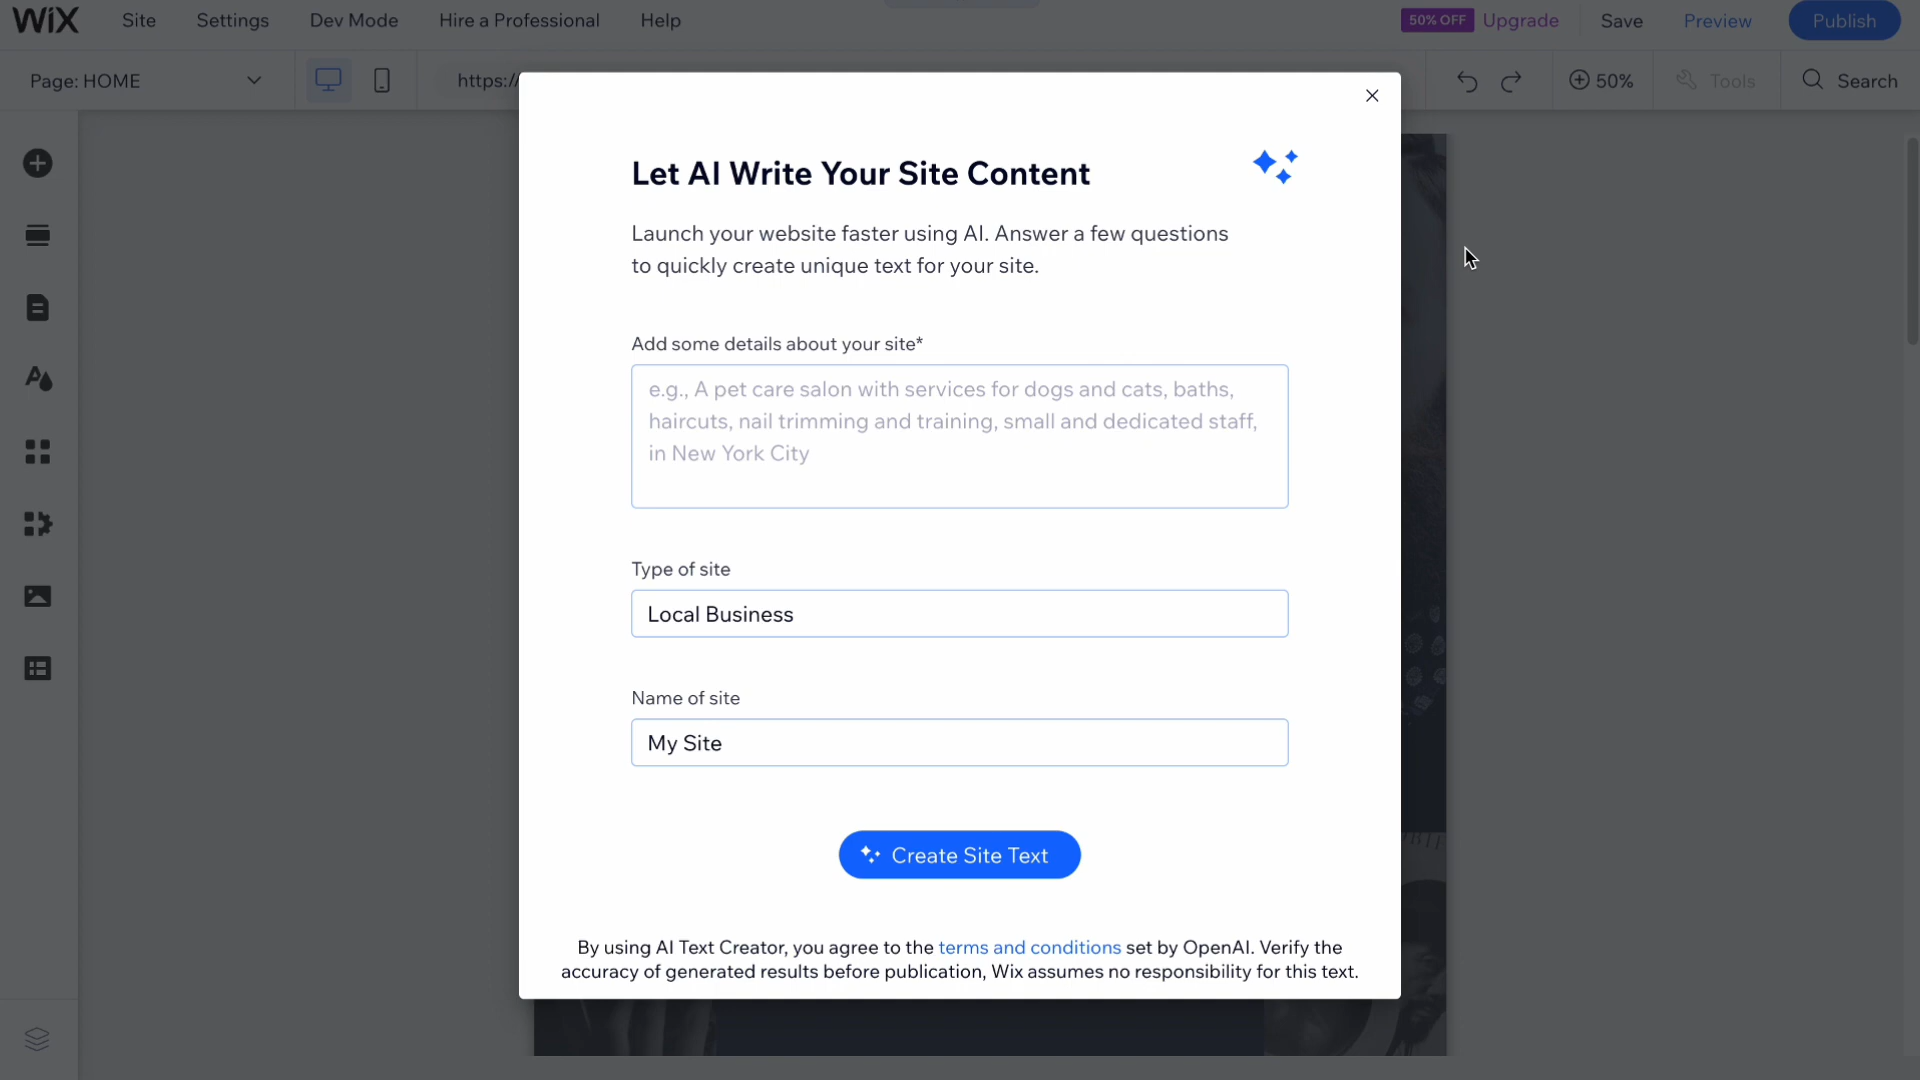 WiX Site Settings Dev Mode Hire a Professional Help 50% OFF Upgrade Save Preview Publish
Page: HOME https:// 50% Tools Search
Let AI Write Your Site Content
Launch your website faster using AI. Answer a few questions
to quickly create unique text for your site.
Add some details about your site*
e.g., A pet care salon with services for dogs and cats, baths,
haircuts, nail trimming and training, small and dedicated staff,
in New York City
Type of site
Local Business
Name of site
My Site
Create Site Text
By using AI Text Creator, you agree to the terms and conditions set by OpenAI. Verify the
accuracy of generated results before publication, Wix assumes no responsibility for this text.